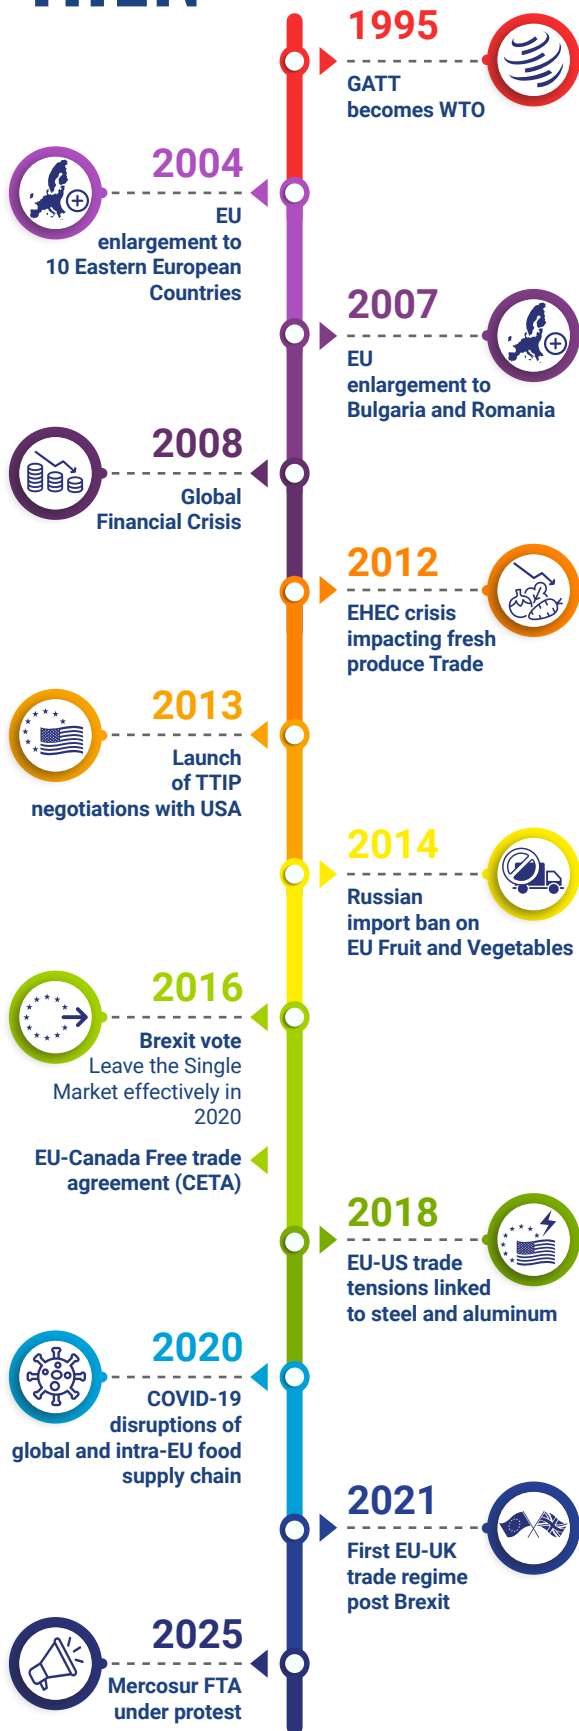 1995
GATT
becomes WTO
2004
EU
enlargement to
10 Eastern European
Countries
2007
EU
enlargement to
Bulgaria and Romania
2008
Global
Financial Crisis
2012
EHEC crisis
impacting fresh
produce Trade
2013
Launch
of TTIP
negotiations with USA
2014
Russian
import ban on
EU Fruit and Vegetables
2016
Brexit vote
Leave the Single
Market effectively in
2020
EU-Canada Free trade
agreement (CETA)
2018
EU-US trade
tensions linked
to steel and aluminum
2020
COVID-19
disruptions of
global and intra-EU food
supply chain
2021
First EU-UK
trade regime
post Brexit
2025
Mercosur FTA
under protest